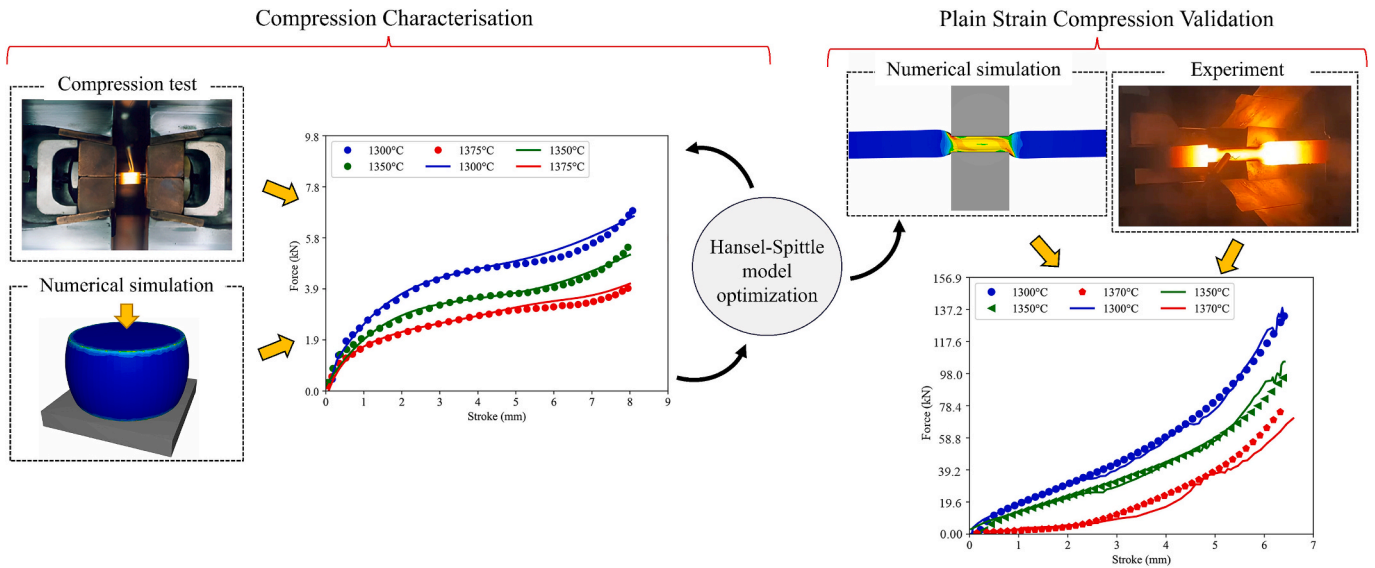 Compression Characterisation
Plain Strain Compression Validation
Compression test
Numerical simulation
Force (kN)
9.8
7.8
5.8
3.9
1.9
0.0
1300°C
1375°C
1350°C
1350°C
1300°C
1375°C
0 1 2 3 4 5 6 7 8 9
Stroke (mm)
Hansel-Spittle
model
optimization
Numerical simulation
Experiment
Force (kN)
156.9
137.2
117.6
98.0
78.4
58.8
39.2
19.6
0.00
1300°C
1370°C
1350°C
1350°C
1300°C
1370°C
0 1 2 3 4 5 6 7
Stroke (mm)